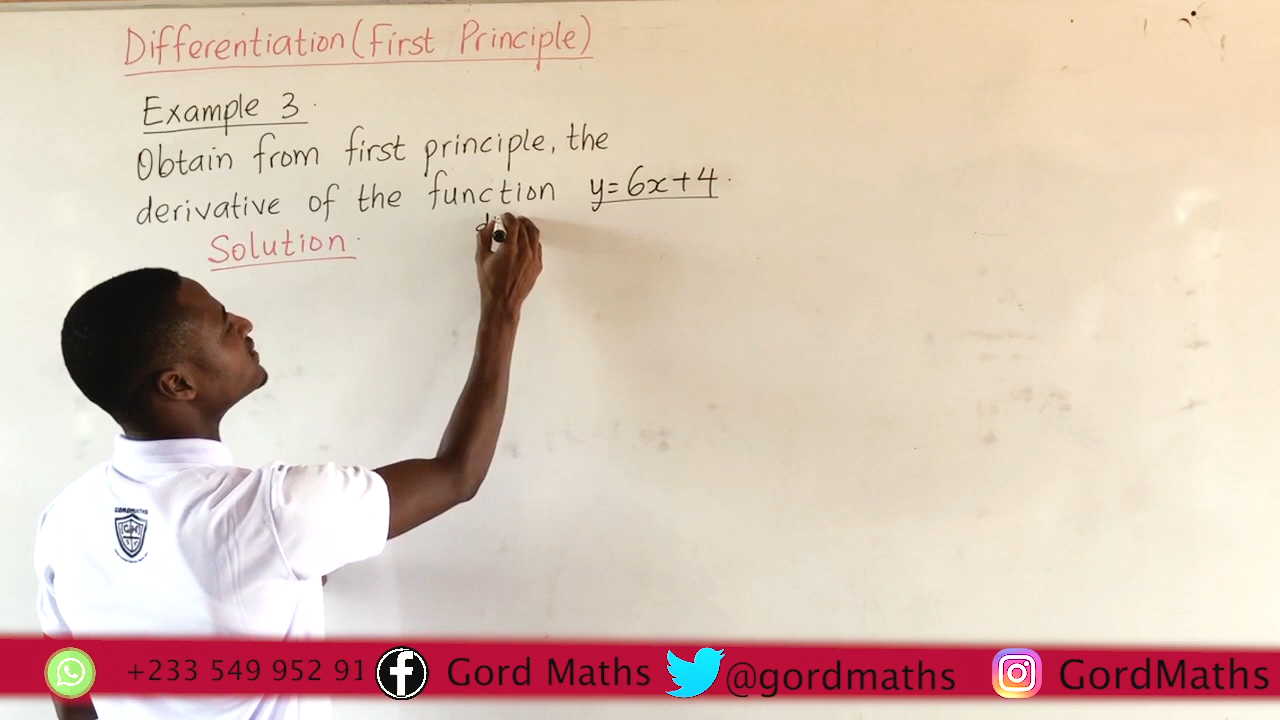 Differentiation (First Principle)
Example 3.
Obtain from first principle, the
derivative of the function y=6x+4.
Solution.
GORDMATHS
+233 549 952 91
Gord Maths
@gordmaths
GordMaths